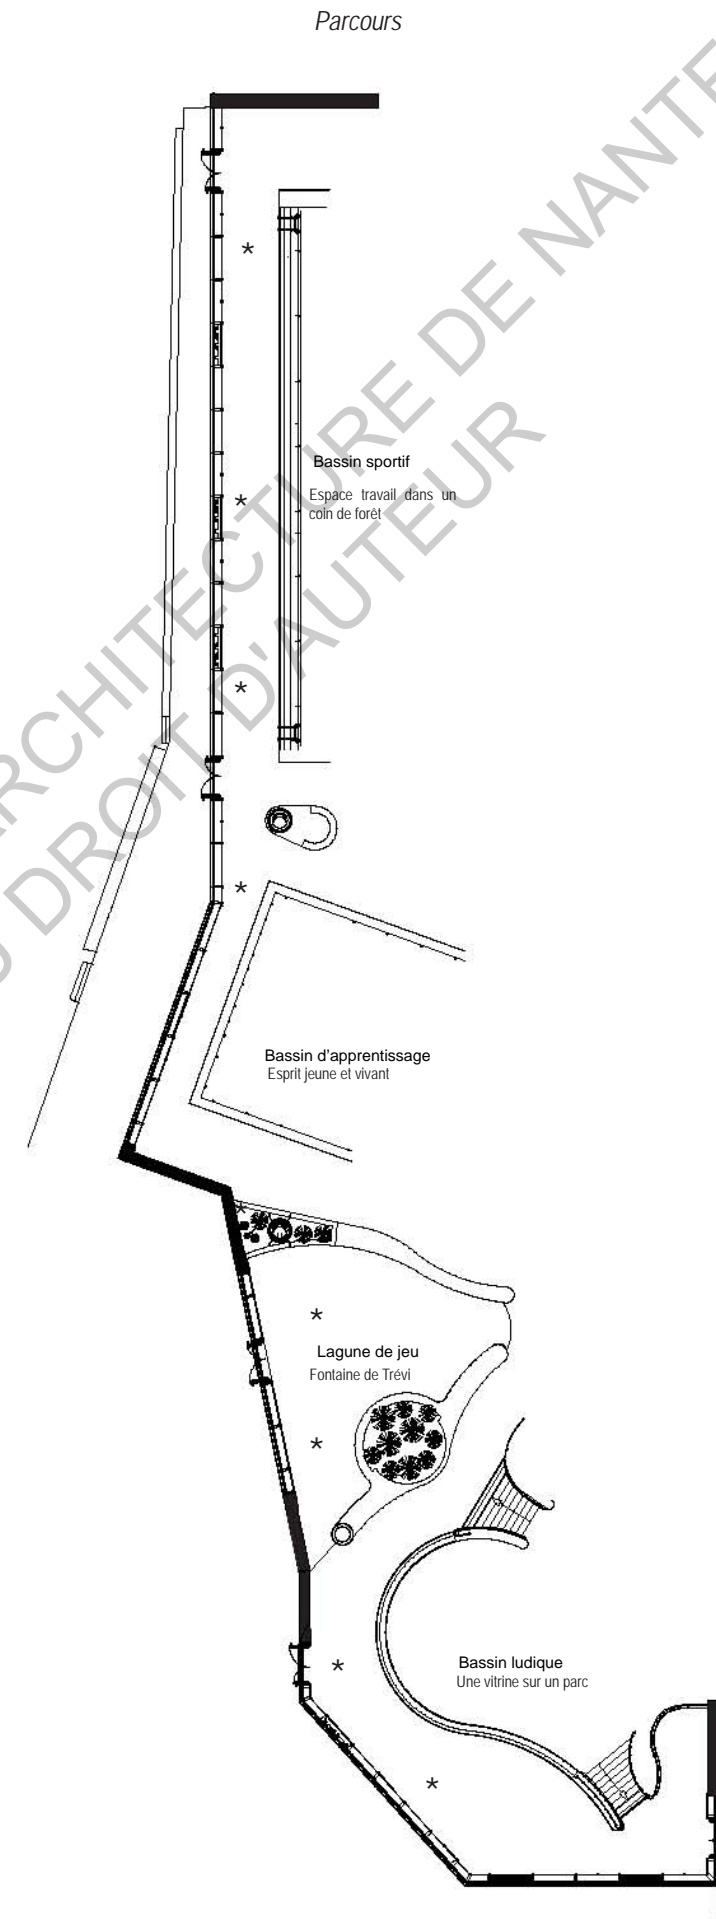 Parcours
ARCHITECTURE DE NANTE
DROIT D'AUTEUR
Bassin sportif
Espace travail dans un
coin de forêt
Bassin d'apprentissage
Esprit jeune et vivant
Lagune de jeu
Fontaine de Trévi
Bassin ludique
Une vitrine sur un parc